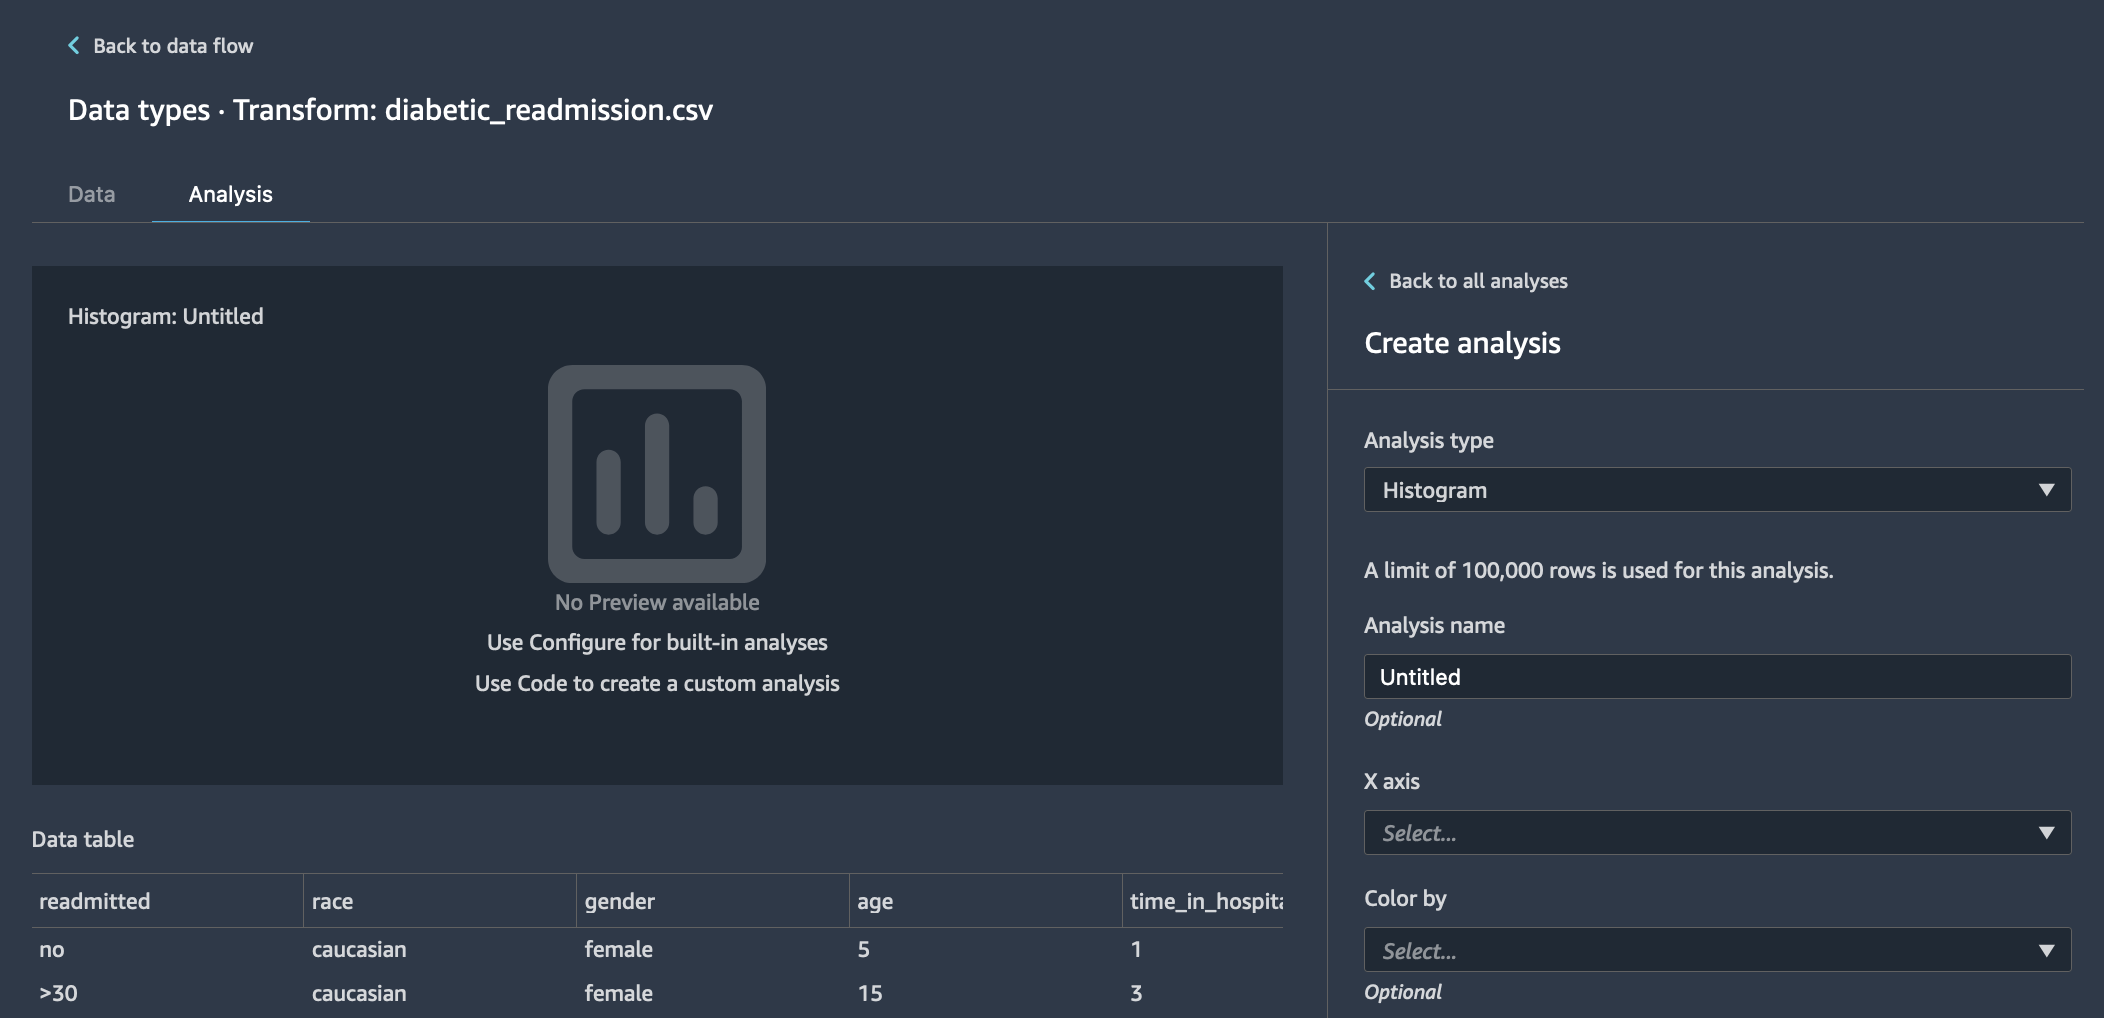 Back to data flow
Data types · Transform: diabetic_readmission.csv
Data Analysis
Histogram: Untitled
No Preview available
Use Configure for built-in analyses
Use Code to create a custom analysis
Data table
readmitted race gender age time_in_hospita
no caucasian female 5 1
>30 caucasian female 15 3
Back to all analyses
Create analysis
Analysis type
Histogram
A limit of 100,000 rows is used for this analysis.
Analysis name
Untitled
Optional
X axis
Select...
Color by
Select...
Optional